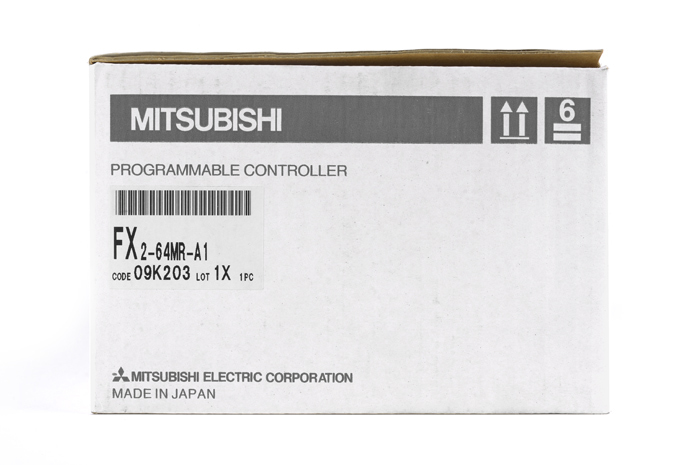 MITSUBISHI
6
PROGRAMMABLE CONTROLLER
FX2-64MR-A1
CODE 09K203 LOT 1X 1PC
MITSUBISHI ELECTRIC CORPORATION
MADE IN JAPAN